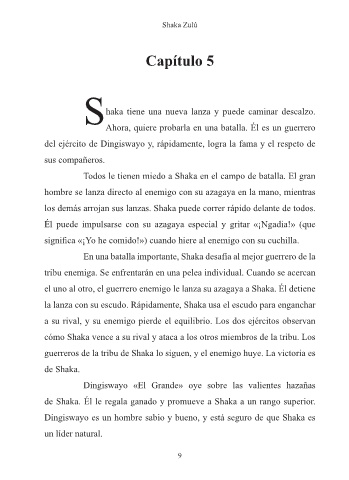 Shaka Zulú
Capítulo 5
Shaka tiene una nueva lanza y puede caminar descalzo.
Ahora, quiere probarla en una batalla. Él es un guerrero
del ejército de Dingiswayo y, rápidamente, logra la fama y el respeto de
sus compañeros.
Todos le tienen miedo a Shaka en el campo de batalla. El gran
hombre se lanza directo al enemigo con su azagaya en la mano, mientras
los demás arrojan sus lanzas. Shaka puede correr rápido delante de todos.
Él puede impulsarse con su azagaya especial y gritar «¡Ngadia!» (que
significa «¡Yo he comido!») cuando hiere al enemigo con su cuchilla.
En una batalla importante, Shaka desafía al mejor guerrero de la
tribu enemiga. Se enfrentarán en una pelea individual. Cuando se acercan
el uno al otro, el guerrero enemigo le lanza su azagaya a Shaka. Él detiene
la lanza con su escudo. Rápidamente, Shaka usa el escudo para enganchar
a su rival, y su enemigo pierde el equilibrio. Los dos ejércitos observan
cómo Shaka vence a su rival y ataca a los otros miembros de la tribu. Los
guerreros de la tribu de Shaka lo siguen, y el enemigo huye. La victoria es
de Shaka.
Dingiswayo «El Grande» oye sobre las valientes hazañas
de Shaka. Él le regala ganado y promueve a Shaka a un rango superior.
Dingiswayo es un hombre sabio y bueno, y está seguro de que Shaka es
un líder natural.
9